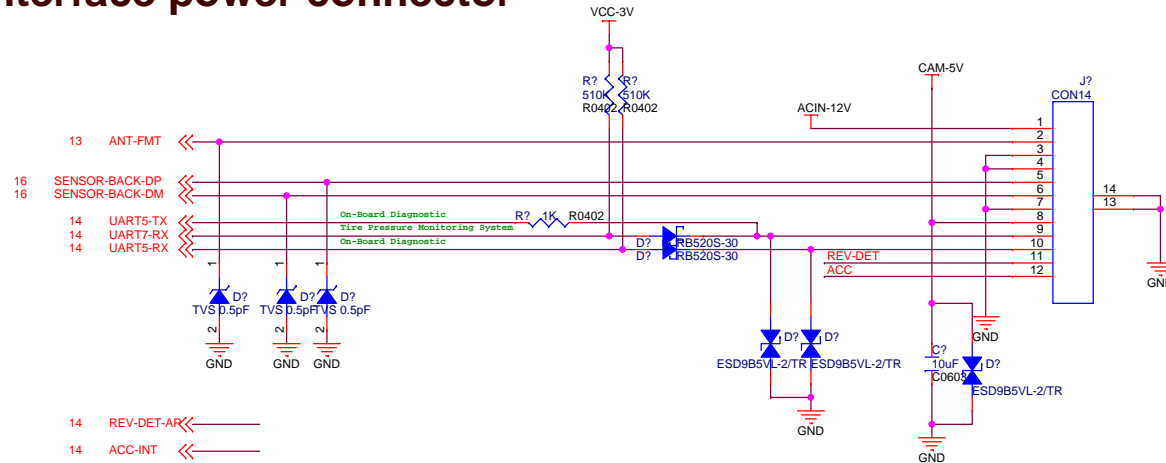 nterface power connector
VCC-3V
CAM-5V
R? R?
510K 510K
R0402 R0402
ACIN-12V
J?
CON14
1
13 ANT-FMT
2
3
4
16 SENSOR-BACK-DP
5
16 SENSOR-BACK-DM
6
14
7
13
14 UART5-TX
On-Board Diagnostic
R? 1K R0402
8
14 UART7-RX
Tire Pressure Monitoring System
9
14 UART5-RX
On-Board Diagnostic
D? RB520S-30
D? RB520S-30
10
REV-DET
11
ACC
12
GND
1 1 1
D? D? D?
TVS 0.5pF TVS 0.5pF TVS 0.5pF
2 2 2
GND GND GND
GND
D? D?
ESD9B5VL-2/TR ESD9B5VL-2/TR
C?
10uF
C0603
D?
ESD9B5VL-2/TR
GND
GND
14 REV-DET-AP
14 ACC-INT